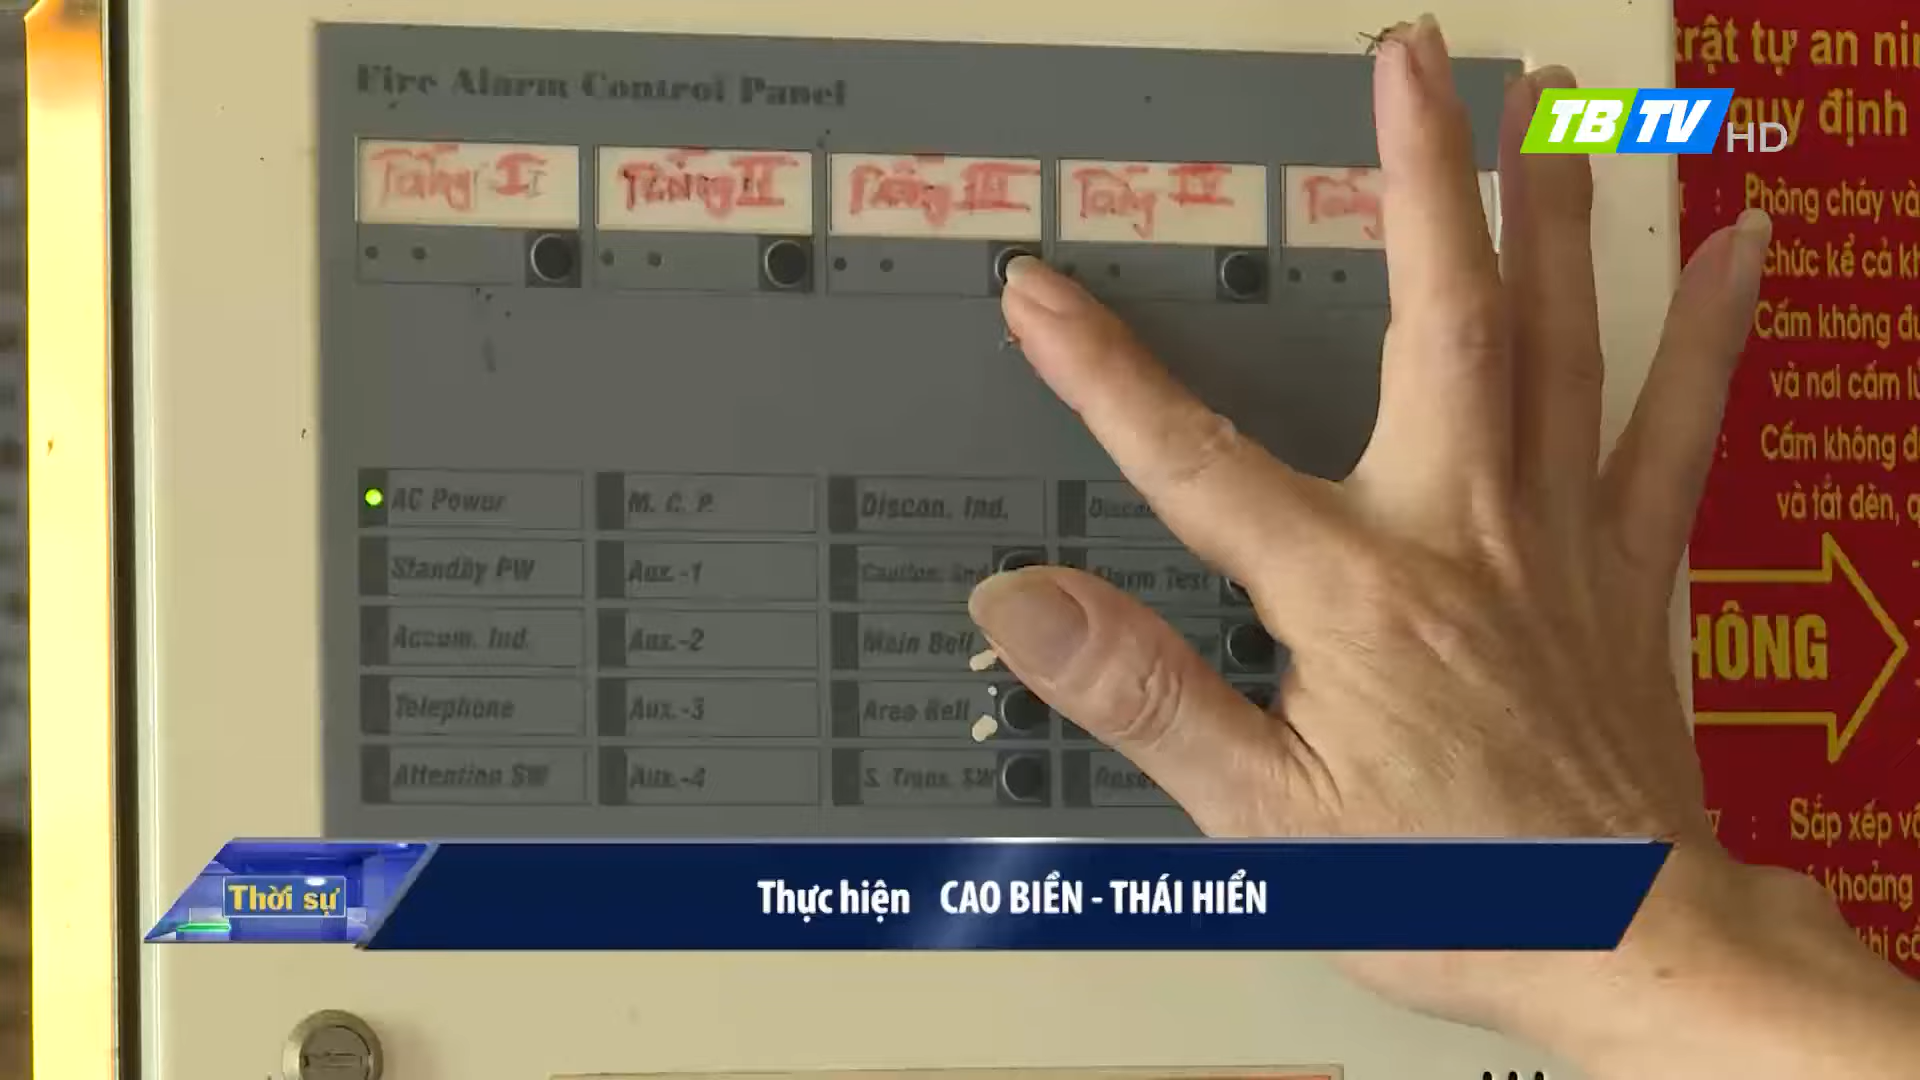 Fire Alarm Control Panel
trật tự an
TBTV HD
quy định
Tầng I
Tầng II
Tầng III
Tầng IV
Tầng
Phòng cháy và
chức kể cả
Cấm không
và nơi cấm
Cấm không
và tắt đèn,
AC Power
M. C. P.
Discon. Ind.
Standby PW
Aux.-1
Alarm Test
Accum. Ind.
Aux.-2
Main Bell
Telephone
Aux.-3
Area Bell
Attention SW
Aux.-4
S. Trans. SW
Sắp xếp
khoảng
khi
Thời sự
Thực hiện CAO BIỀN - THÁI HIỂN